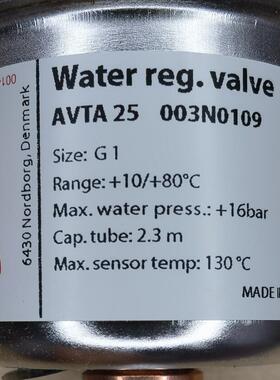 Water reg. valve
AVTA 25 003N0109
Size: G 1
Range: +10/+80°C
Max. water press.: +16bar
Cap. tube: 2.3 m
Max. sensor temp: 130 °C
MADE I
6430 Nordborg, Denmark